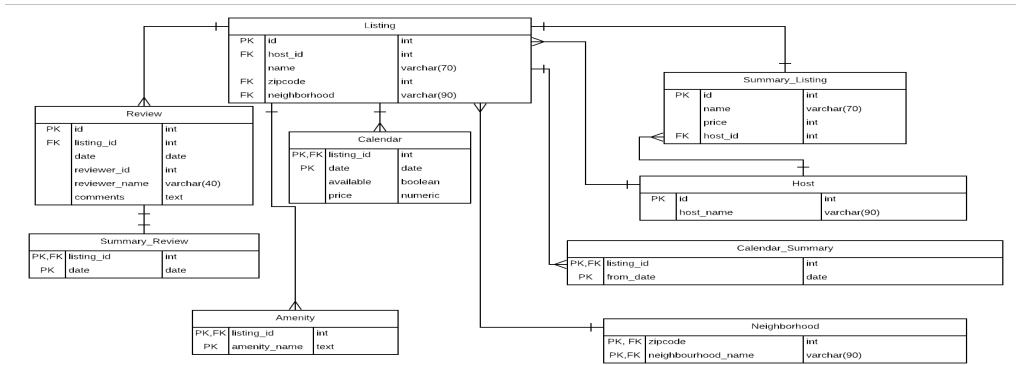 Listing
PK id int
FK host_id int
name varchar(70)
FK zipcode int
FK neighborhood varchar(90)
Summary_Listing
PK id int
name varchar(70)
price int
FK host_id int
Review
PK id int
FK listing_id int
date date
reviewer_id int
reviewer_name varchar(40)
comments text
Calendar
PK,FK listing_id int
PK date date
available boolean
price numeric
Host
PK id int
host_name varchar(90)
Summary_Review
PK,FK listing_id int
PK date date
Calendar_Summary
PK,FK listing_id int
PK from_date date
Amenity
PK,FK listing_id int
PK amenity_name text
Neighborhood
PK, FK zipcode int
PK,FK neighbourhood_name varchar(90)